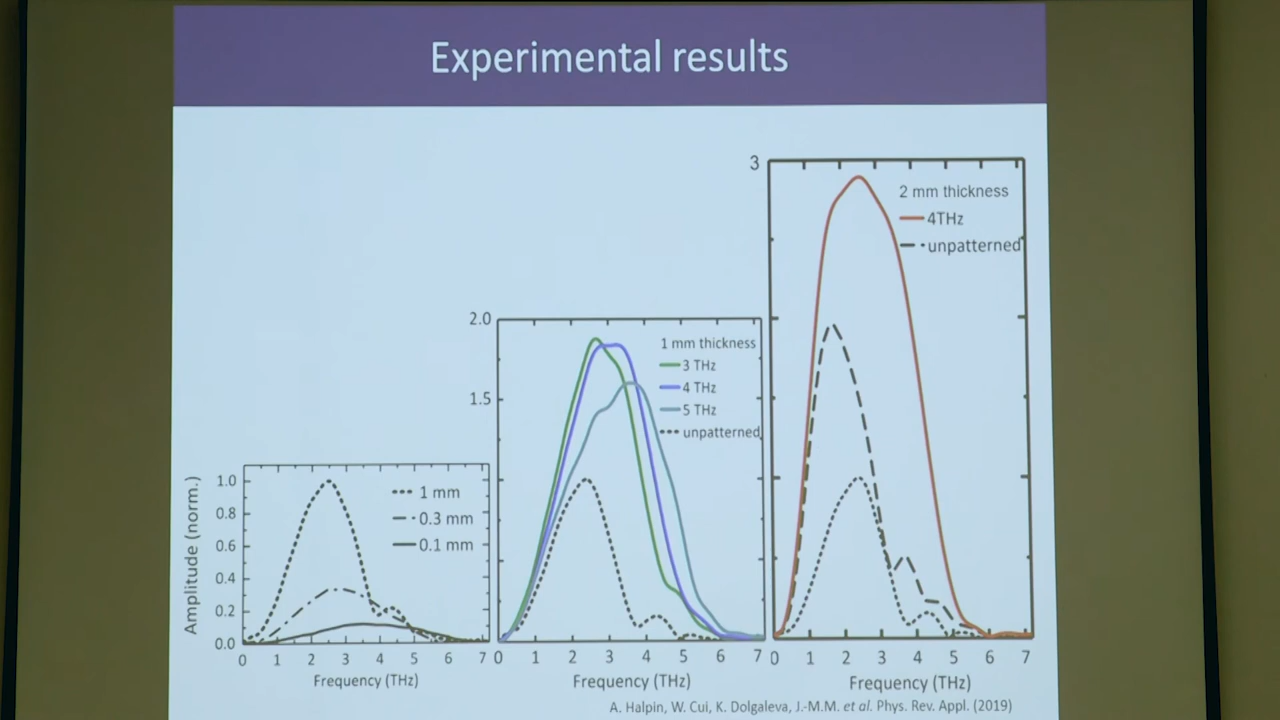 Experimental results
Amplitude (norm.)
1.0
0.8
0.6
0.4
0.2
0.0
1 mm
0.3 mm
0.1 mm
0 1 2 3 4 5 6 7
Frequency (THz)
2.0
1.5
1 mm thickness
3 THz
4 THz
5 THz
unpatterned
0 1 2 3 4 5 6 7
Frequency (THz)
3
2 mm thickness
4THz
unpatterned
1 2 3 4 5 6 7
Frequency (THz)
A. Halpin, W. Cui, K. Dolgaleva, J.-M.M. et al. Phys. Rev. Appl. (2019)